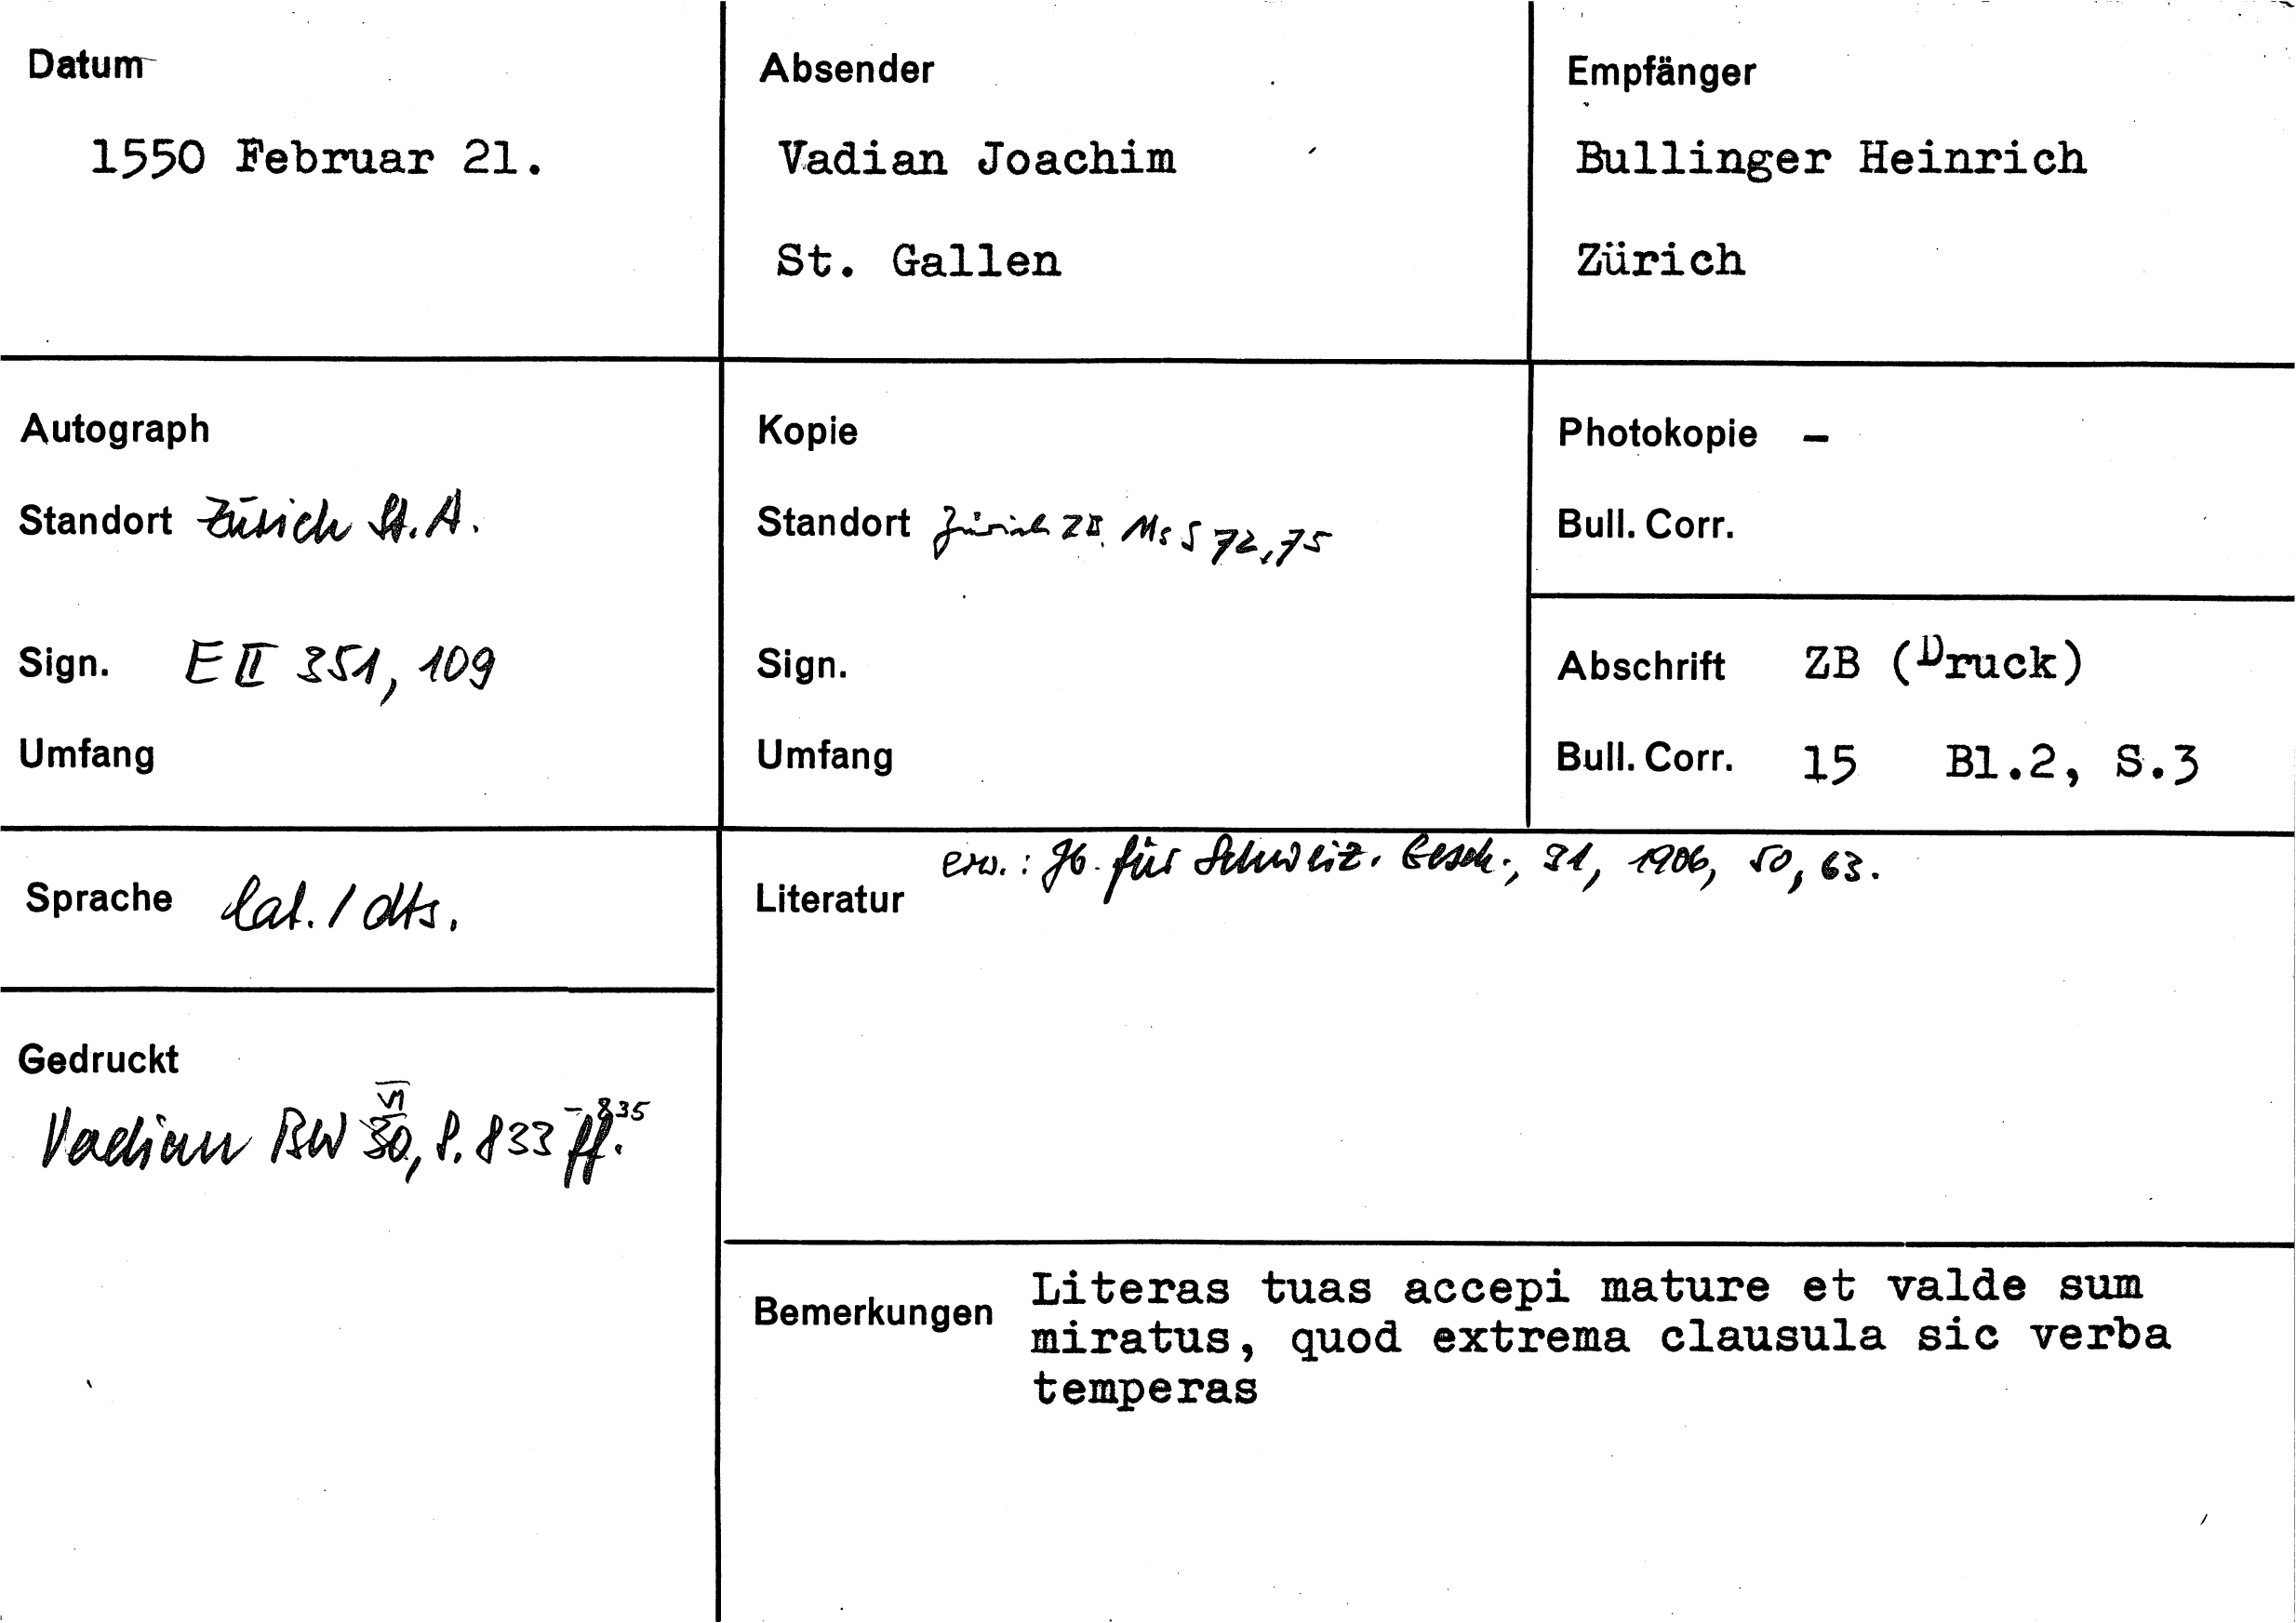 Datum
1550 Februar 21.
Absender
Vadian Joachim
St. Gallen
Empfänger
Bullinger Heinrich
Zürich
Autograph
Standort Zürich St. A.
Sign. E II 351, 109
Umfang
Kopie
Standort Zürich ZB. Ms S 72, 75
Sign.
Umfang
Photokopie –
Bull. Corr.
Abschrift ZB (Druck)
Bull. Corr. 15 Bl.2, S.3
Sprache lat. / dts.
Gedruckt
Vadian BW VI 30, S. 833 ff. -835
Literatur erw.: Jb. für Schweiz. Gesch., 31, 1906, 50, 63.
Bemerkungen Literas tuas accepi mature et valde sum
miratus, quod extrema clausula sic verba
temperas